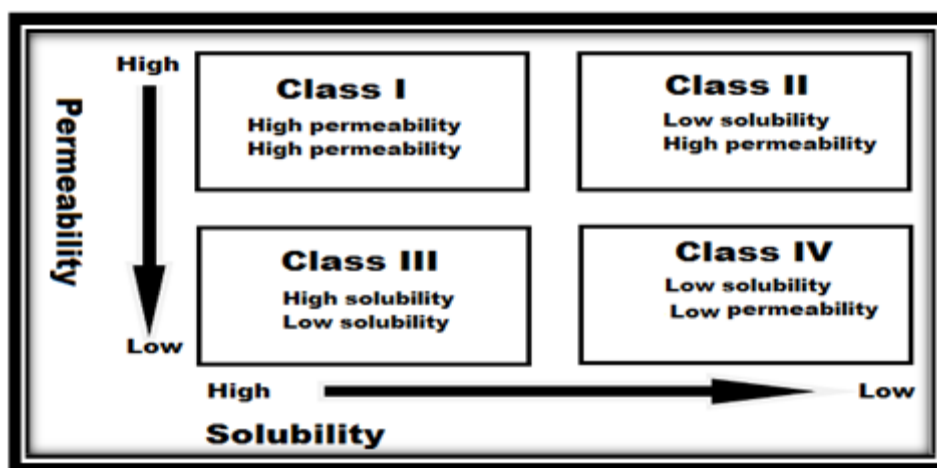 High
Permeability
Low
Class I
High permeability
High permeability
Class II
Low solubility
High permeability
Class III
High solubility
Low solubility
Class IV
Low solubility
Low permeability
High
Low
Solubility